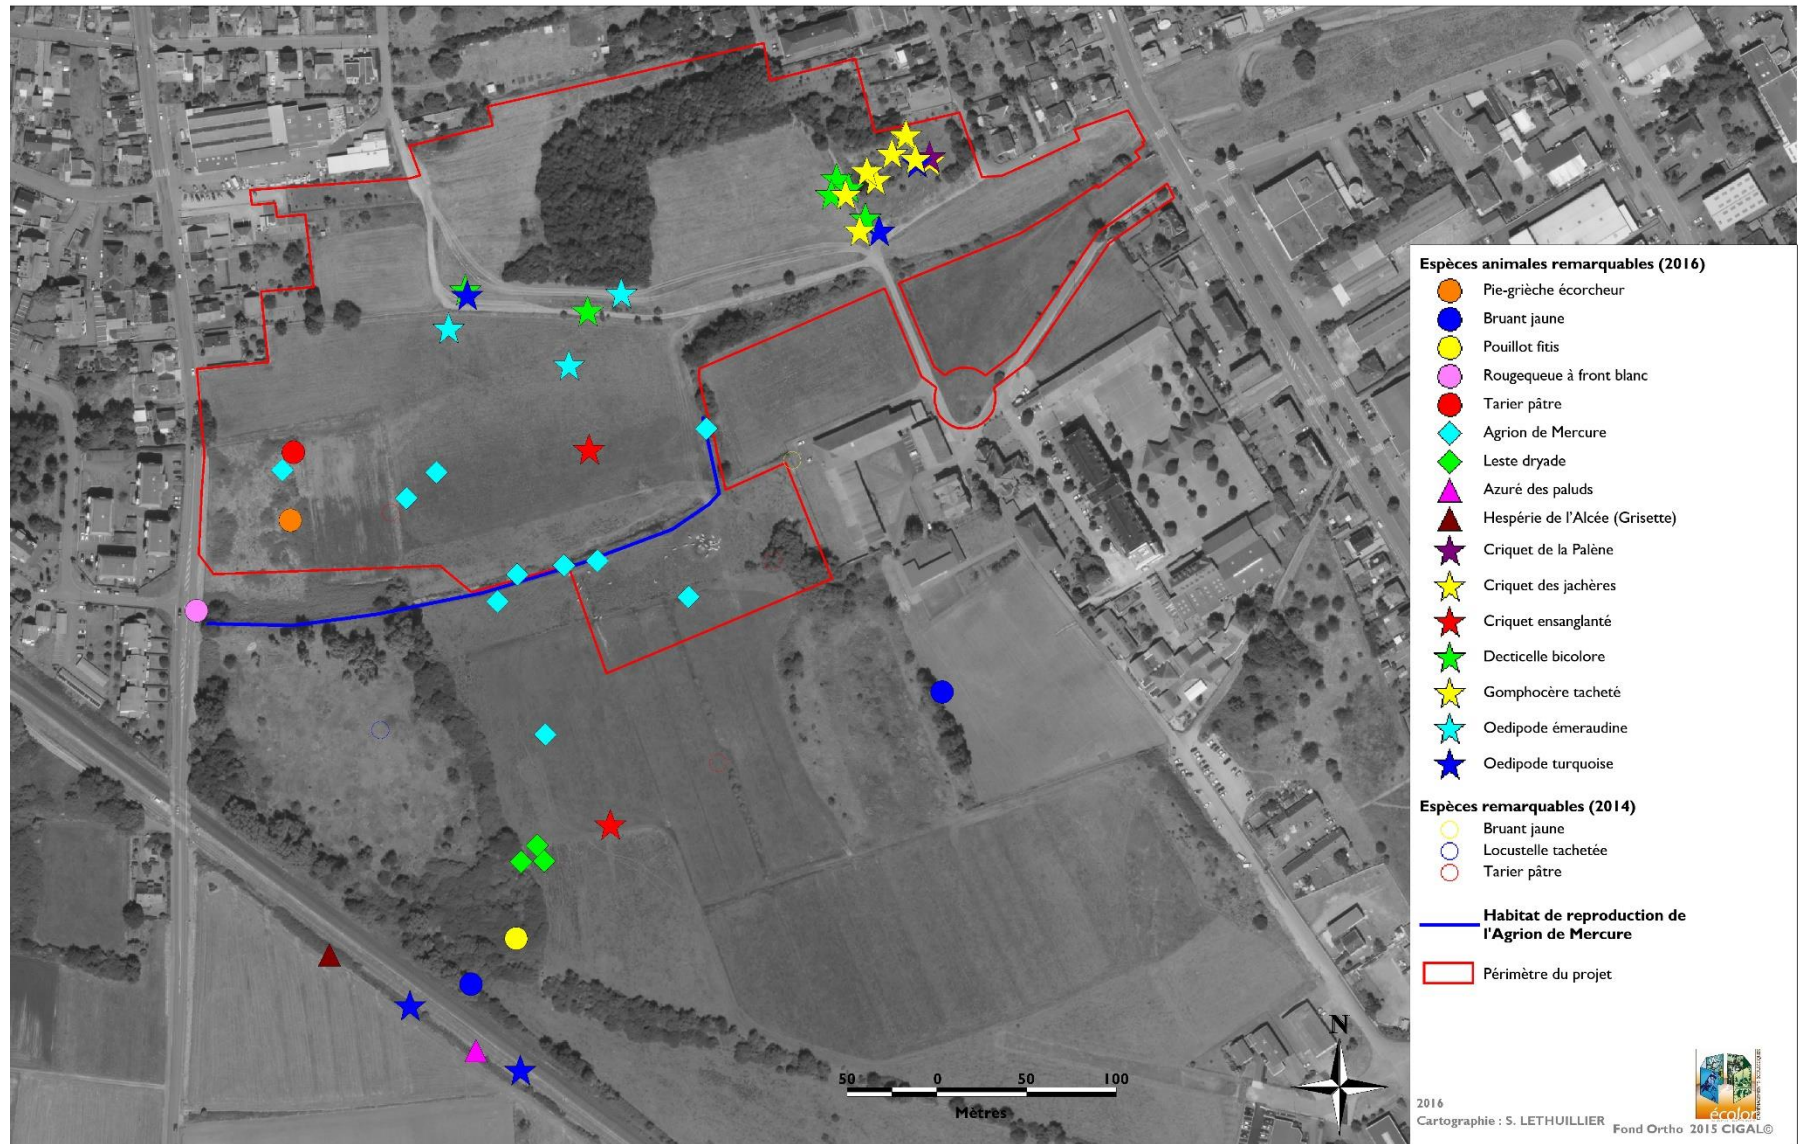 Espèces animales remarquables (2016)
Pie-grièche écorcheur
Bruant jaune
Pouillot fitis
Rougequeue à front blanc
Tarier pâtre
Agrion de Mercure
Leste dryade
Azuré des paluds
Hespérie de l'Alcée (Grisette)
Criquet de la Palène
Criquet des jachères
Criquet ensanglanté
Decticelle bicolore
Gomphocère tacheté
Oedipode émeraudine
Oedipode turquoise
Espèces remarquables (2014)
Bruant jaune
Locustelle tachetée
Tarier pâtre
Habitat de reproduction de
l'Agrion de Mercure
Périmètre du projet
N
50 0 50 100
Mètres
2016
Cartographie : S. LETHUILLIER
écolor
Fond Ortho 2015 CIGAL©